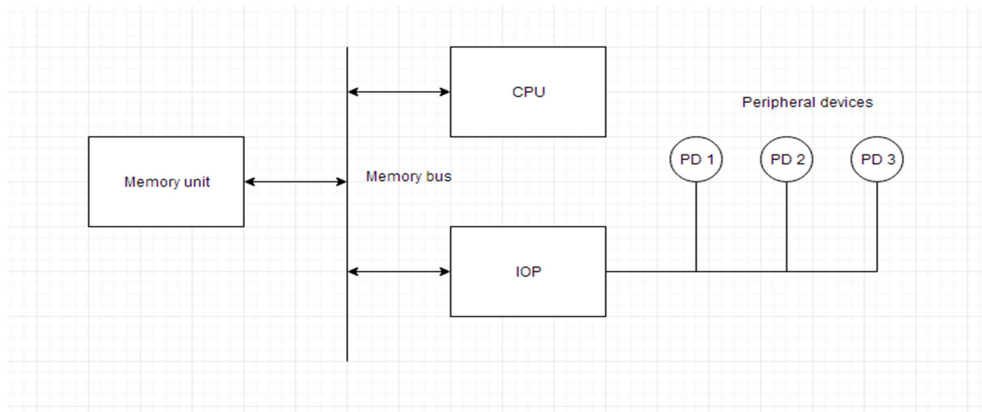 CPU
Peripheral devices
PD 1 PD 2 PD 3
Memory unit
Memory bus
IOP